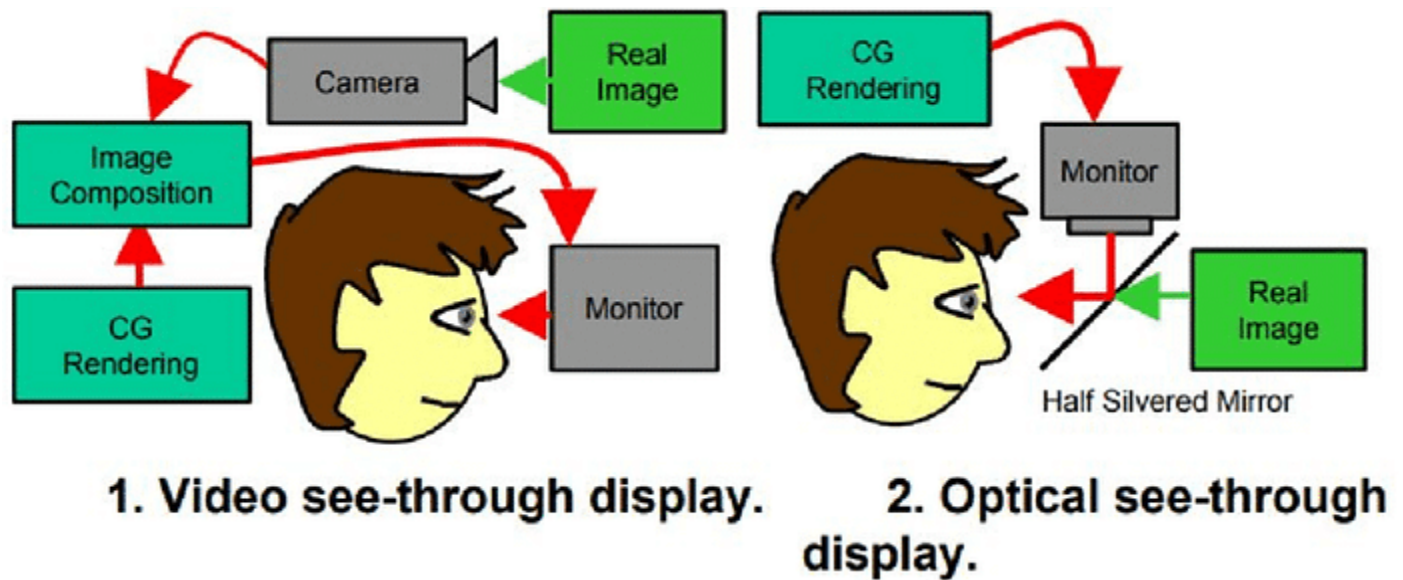 Camera
Real
Image
Image
Composition
CG
Rendering
Monitor
CG
Rendering
Monitor
Real
Image
Half Silvered Mirror
1. Video see-through display.
2. Optical see-through
display.